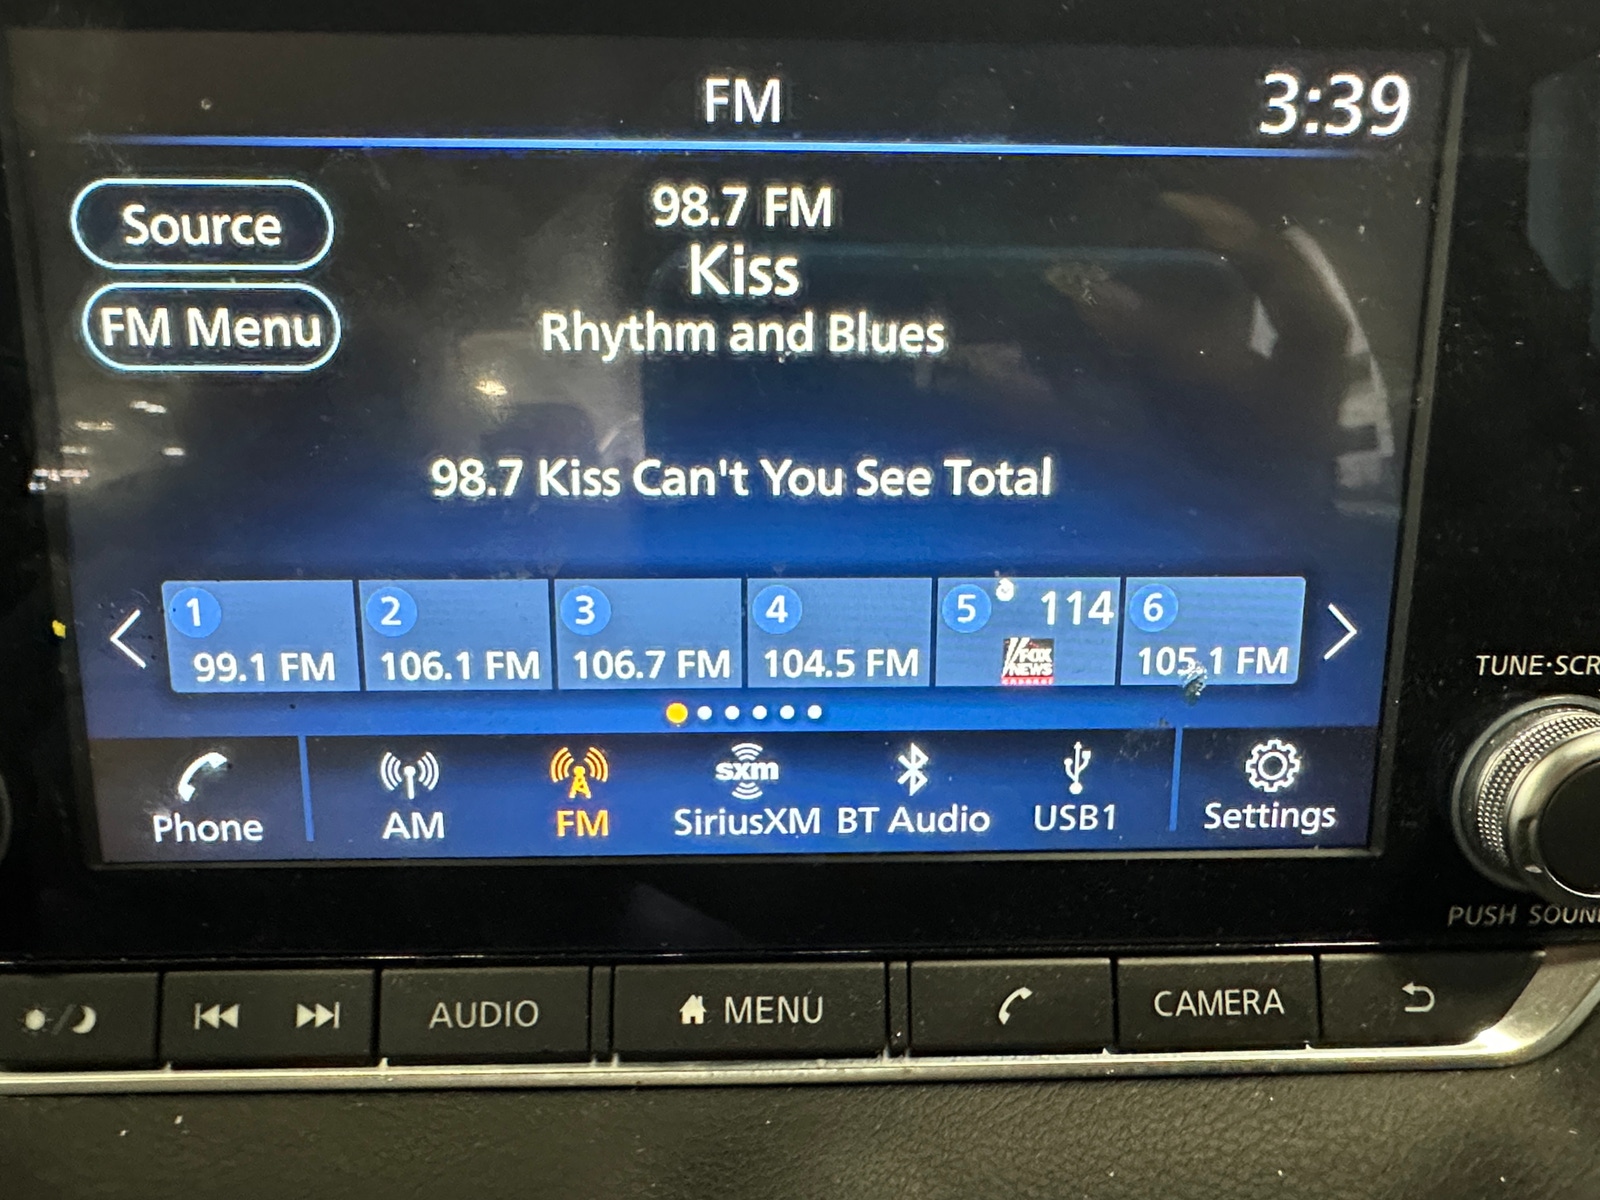 FM
3:39
Source
98.7 FM
Kiss
FM Menu
Rhythm and Blues
98.7 Kiss Can't You See Total
1
99.1 FM
2
106.1 FM
3
106.7 FM
4
104.5 FM
5
114
FOX
NEWS
6
105.1 FM
Phone
AM
FM
sxm
SiriusXM
BT Audio
USB1
Settings
TUNE·SCR
PUSH SOUN
AUDIO
MENU
CAMERA